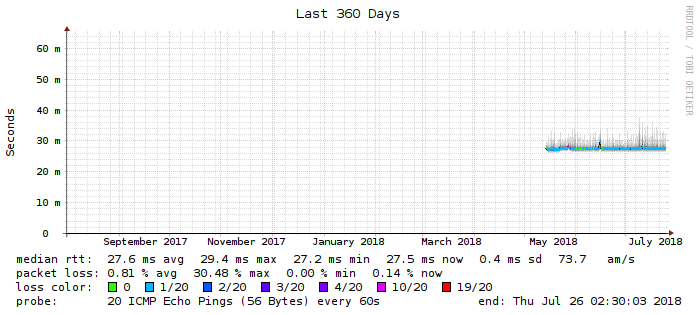 Last 360 Days
RRDTOOL / TOBI OETIKER
60 m
50 m
40 m
30 m
20 m
10 m
0
Seconds
September 2017 November 2017 January 2018 March 2018 May 2018 July 2018
median rtt: 27.6 ms avg 29.4 ms max 27.2 ms min 27.5 ms now 0.4 ms sd 73.7 am/s
packet loss: 0.81 % avg 30.48 % max 0.00 % min 0.14 % now
loss color: 0 1/20 2/20 3/20 4/20 10/20 19/20
probe: 20 ICMP Echo Pings (56 Bytes) every 60s end: Thu Jul 26 02:30:03 2018